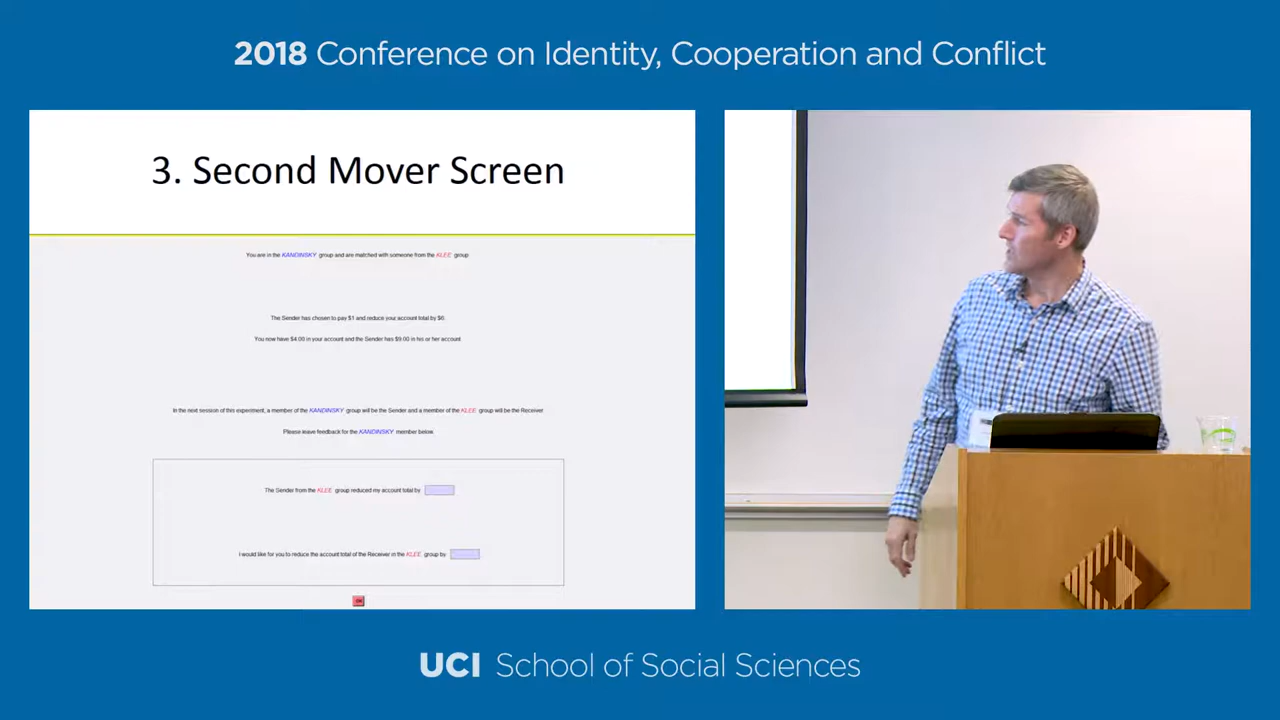 2018 Conference on Identity, Cooperation and Conflict
3. Second Mover Screen
You are in the KANDINSKY group and are matched with someone from the KLEE group
The Sender has chosen to pay $1 and reduce your account total by $6.
You now have $4.00 in your account and the Sender has $9.00 in his or her account
In the next session of this experiment, a member of the KANDINSKY group will be the Sender and a member of the KLEE group will be the Receiver
Please leave feedback for the KANDINSKY member below.
The Sender from the KLEE group reduced my account total by
I would like for you to reduce the account total of the Receiver in the KLEE group by
OK
UCI School of Social Sciences